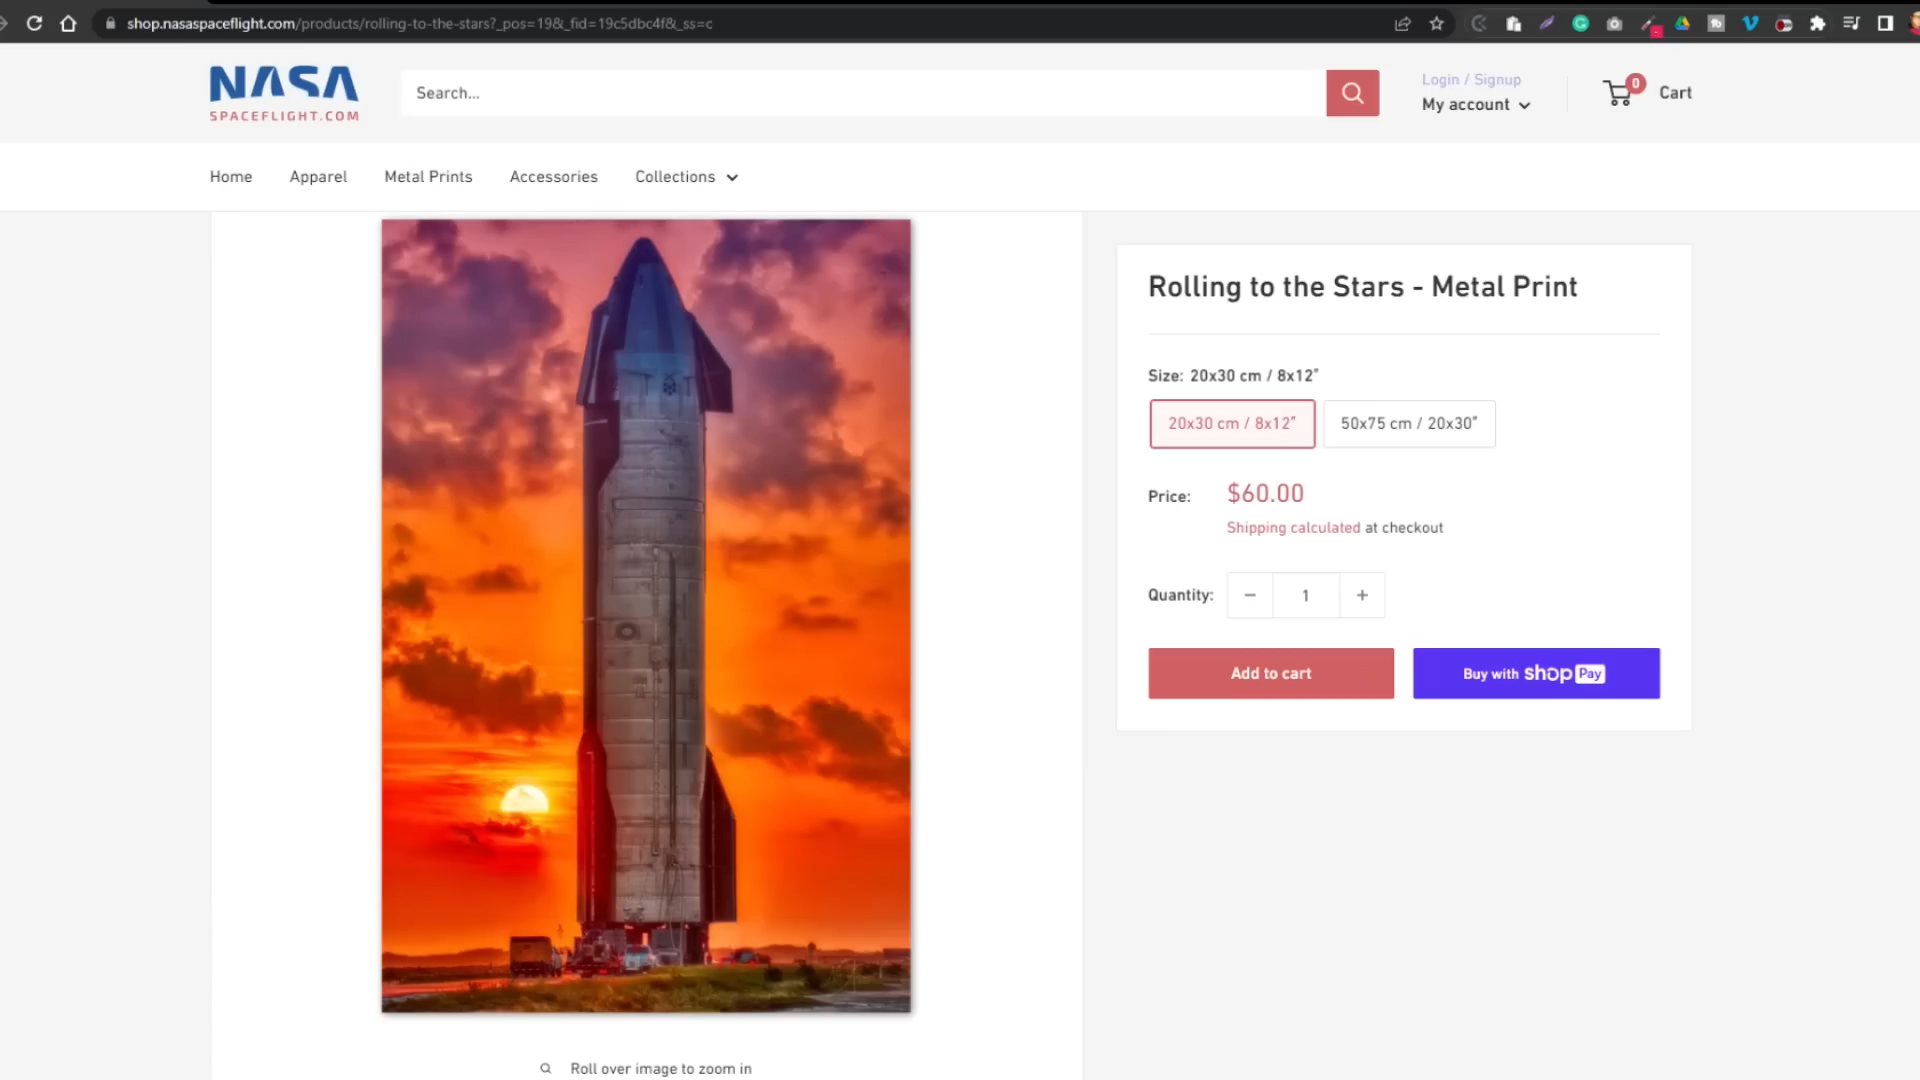 shop.nasaspaceflight.com/products/rolling-to-the-stars?_pos=19&_fid=19c5dbc4f&_ss=c
NASA
SPACEFLIGHT.COM
Search...
Login / Signup
My account
0
Cart
Home
Apparel
Metal Prints
Accessories
Collections
Rolling to the Stars - Metal Print
Size: 20x30 cm / 8x12"
20x30 cm / 8x12"
50x75 cm / 20x30"
Price:
$60.00
Shipping calculated at checkout
Quantity:
1
Add to cart
Buy with shop Pay
Roll over image to zoom in